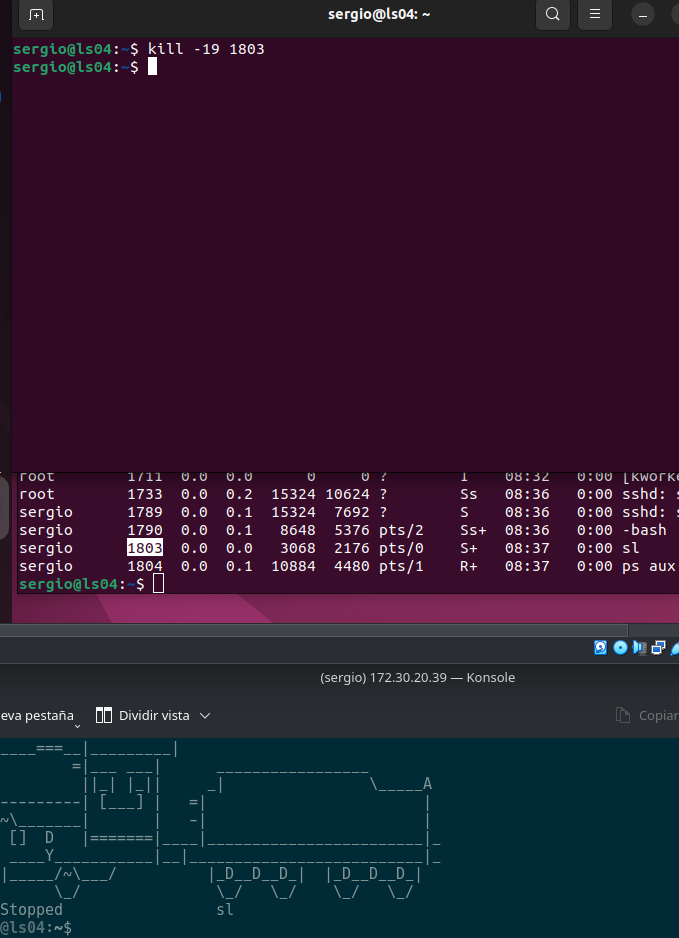 sergio@ls04: ~
sergio@ls04:~$ kill -19 1803
sergio@ls04:~$
root 1711 0.0 0.0 0 0 ? I 08:32 0:00 [kworke
root 1733 0.0 0.2 15324 10624 ? Ss 08:36 0:00 sshd: s
sergio 1789 0.0 0.1 15324 7692 ? S 08:36 0:00 sshd: s
sergio 1790 0.0 0.1 8648 5376 pts/2 Ss+ 08:36 0:00 -bash
sergio 1803 0.0 0.0 3068 2176 pts/0 S+ 08:37 0:00 sl
sergio 1804 0.0 0.1 10884 4480 pts/1 R+ 08:37 0:00 ps aux
sergio@ls04:~$
(sergio) 172.30.20.39 — Konsole
eva pestaña Dividir vista Copiar
____===__|_________|
        =|___ ___|      _________________
         ||_| |_||     _|                \_____A
---------| [___] |   =|                        |
~\_______|       |   -|                        |
 [] D   |=======|____|________________________|_
 ____Y___________|__|__________________________|_
|_____/~\___/          |_D__D__D_|  |_D__D__D_|
      \_/               \_/   \_/    \_/   \_/
Stopped sl
@ls04:~$